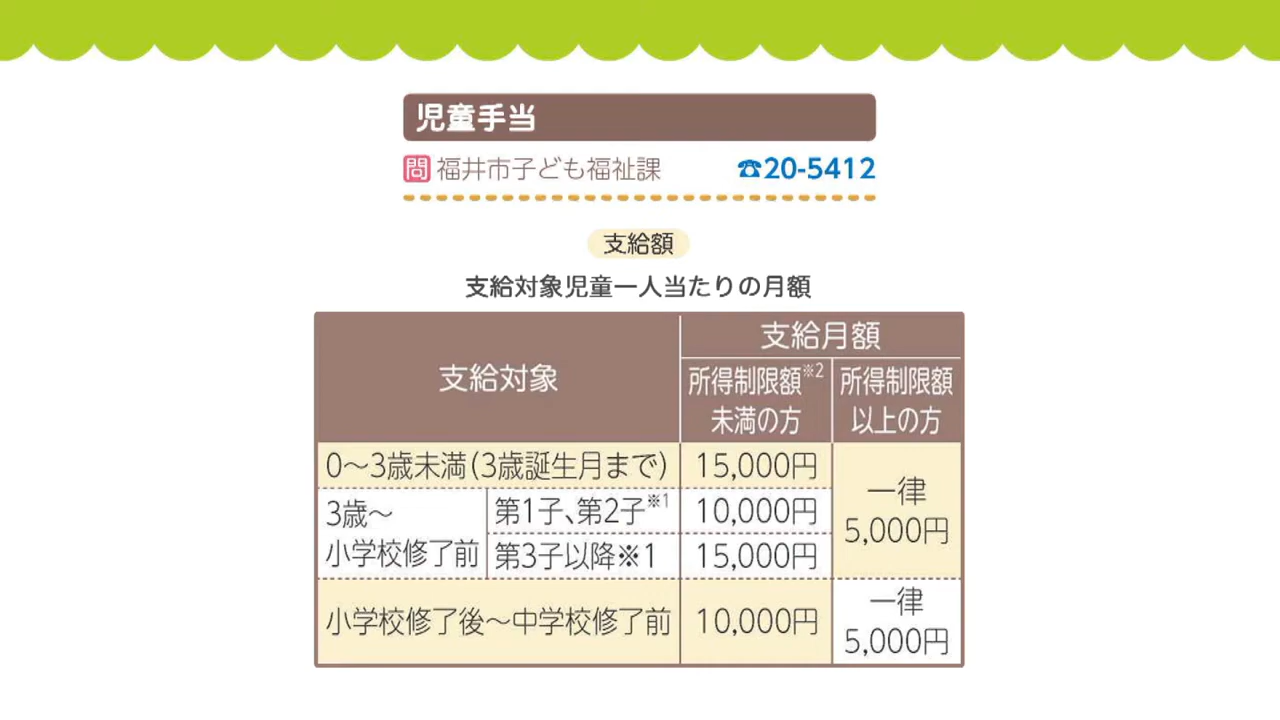 児童手当
問 福井市子ども福祉課 ☎20-5412
支給額
支給対象児童一人当たりの月額
支給対象
支給月額
所得制限額※2
未満の方
所得制限額
以上の方
0〜3歳未満(3歳誕生月まで)
15,000円
一律
5,000円
3歳〜
小学校修了前
第1子、第2子※1
10,000円
第3子以降※1
15,000円
小学校修了後〜中学校修了前
10,000円
一律
5,000円